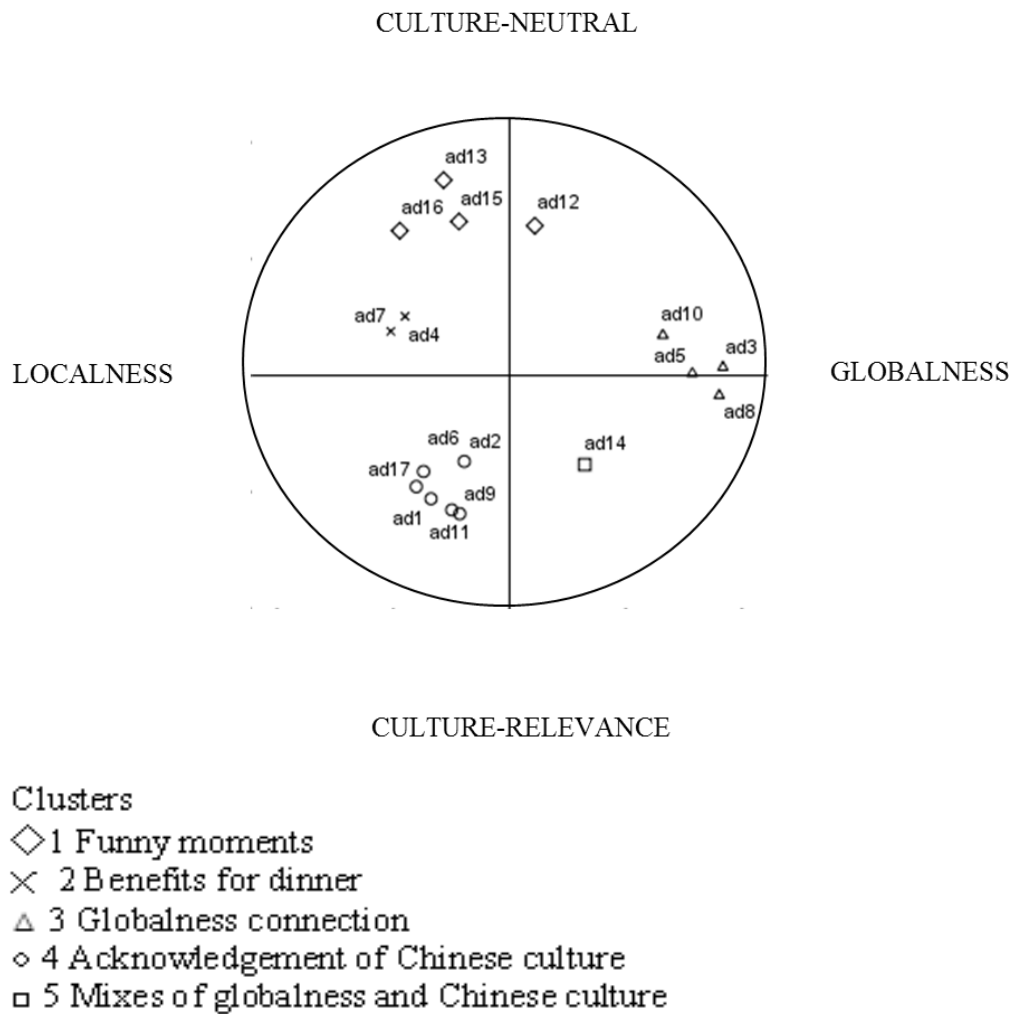 CULTURE-NEUTRAL
ad13
ad16 ad15 ad12
ad7 ad4
ad10
ad5 ad3
LOCALNESS GLOBALNESS
ad8
ad6 ad2 ad14
ad17
ad9
ad1
ad11
CULTURE-RELEVANCE
Clusters
1 Funny moments
2 Benefits for dinner
3 Globalness connection
4 Acknowledgement of Chinese culture
5 Mixes of globalness and Chinese culture